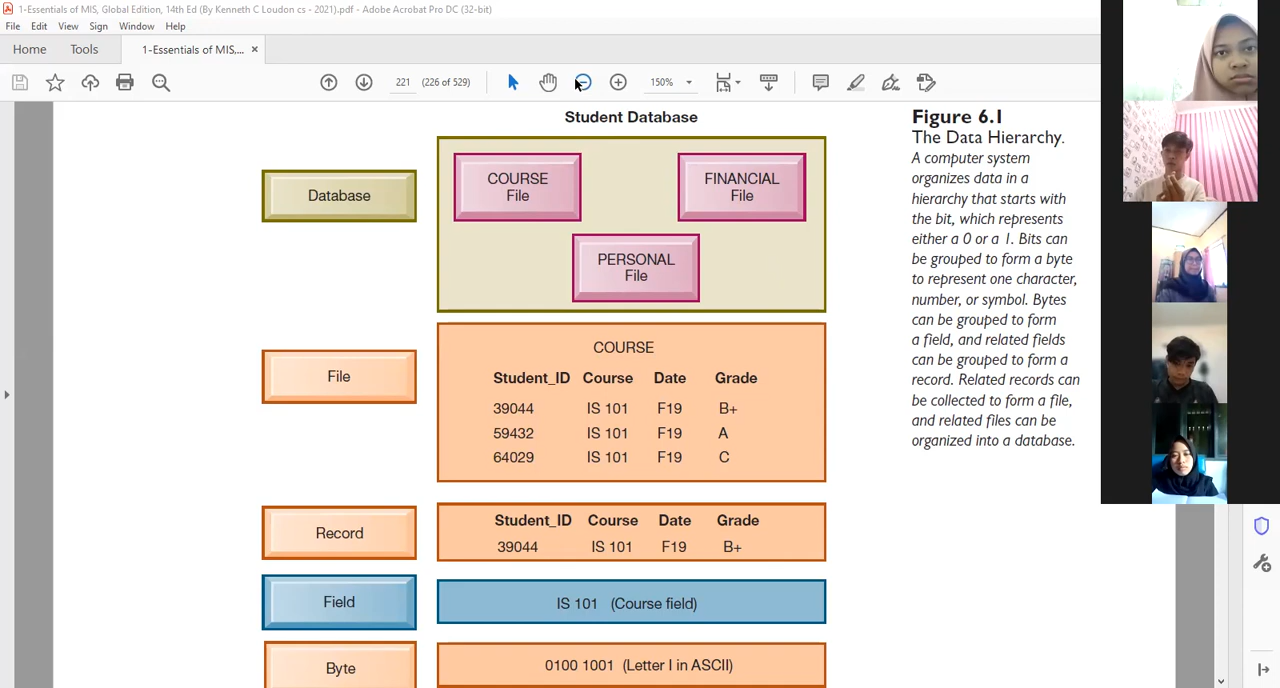 1-Essentials of MIS, Global Edition, 14th Ed (By Kenneth C Loudon cs - 2021).pdf - Adobe Acrobat Pro DC (32-bit)
File Edit View Sign Window Help
Home Tools 1-Essentials of MIS,... ×
221 (226 of 529) 150%
Student Database
Database
COURSE
File
FINANCIAL
File
PERSONAL
File
File
COURSE
Student_ID Course Date Grade
39044 IS 101 F19 B+
59432 IS 101 F19 A
64029 IS 101 F19 C
Record
Student_ID Course Date Grade
39044 IS 101 F19 B+
Field
IS 101 (Course field)
Byte
0100 1001 (Letter I in ASCII)
Figure 6.1
The Data Hierarchy.
A computer system
organizes data in a
hierarchy that starts with
the bit, which represents
either a 0 or a 1. Bits can
be grouped to form a byte
to represent one character,
number, or symbol. Bytes
can be grouped to form
a field, and related fields
can be grouped to form a
record. Related records can
be collected to form a file,
and related files can be
organized into a database.